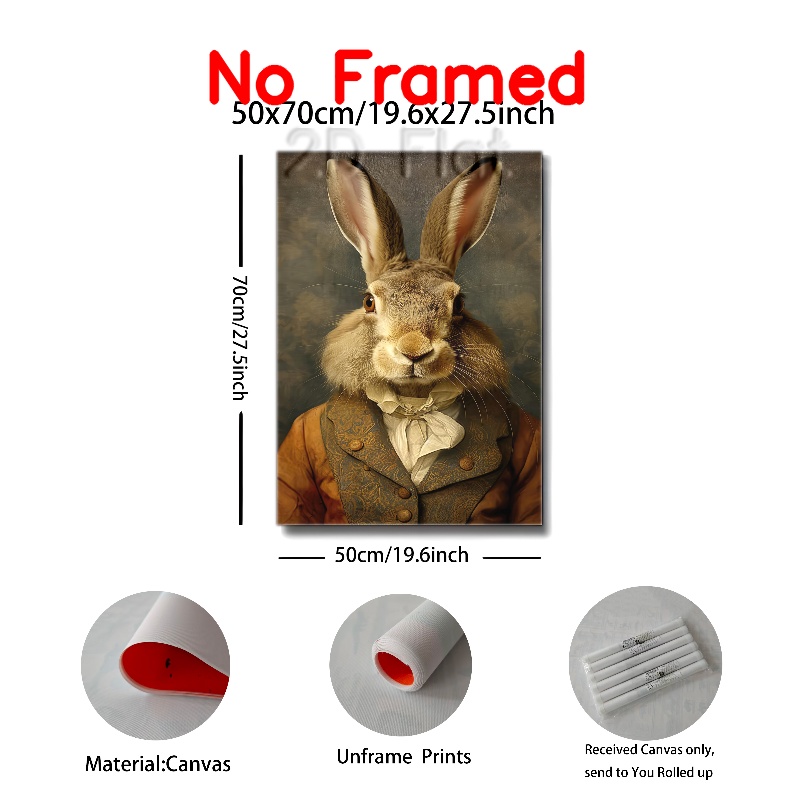 No Framed
50x70cm/19.6x27.5inch
2D Flat
70cm/27.5inch
50cm/19.6inch
Material:Canvas
Unframe Prints
Received Canvas only,
send to You Rolled up